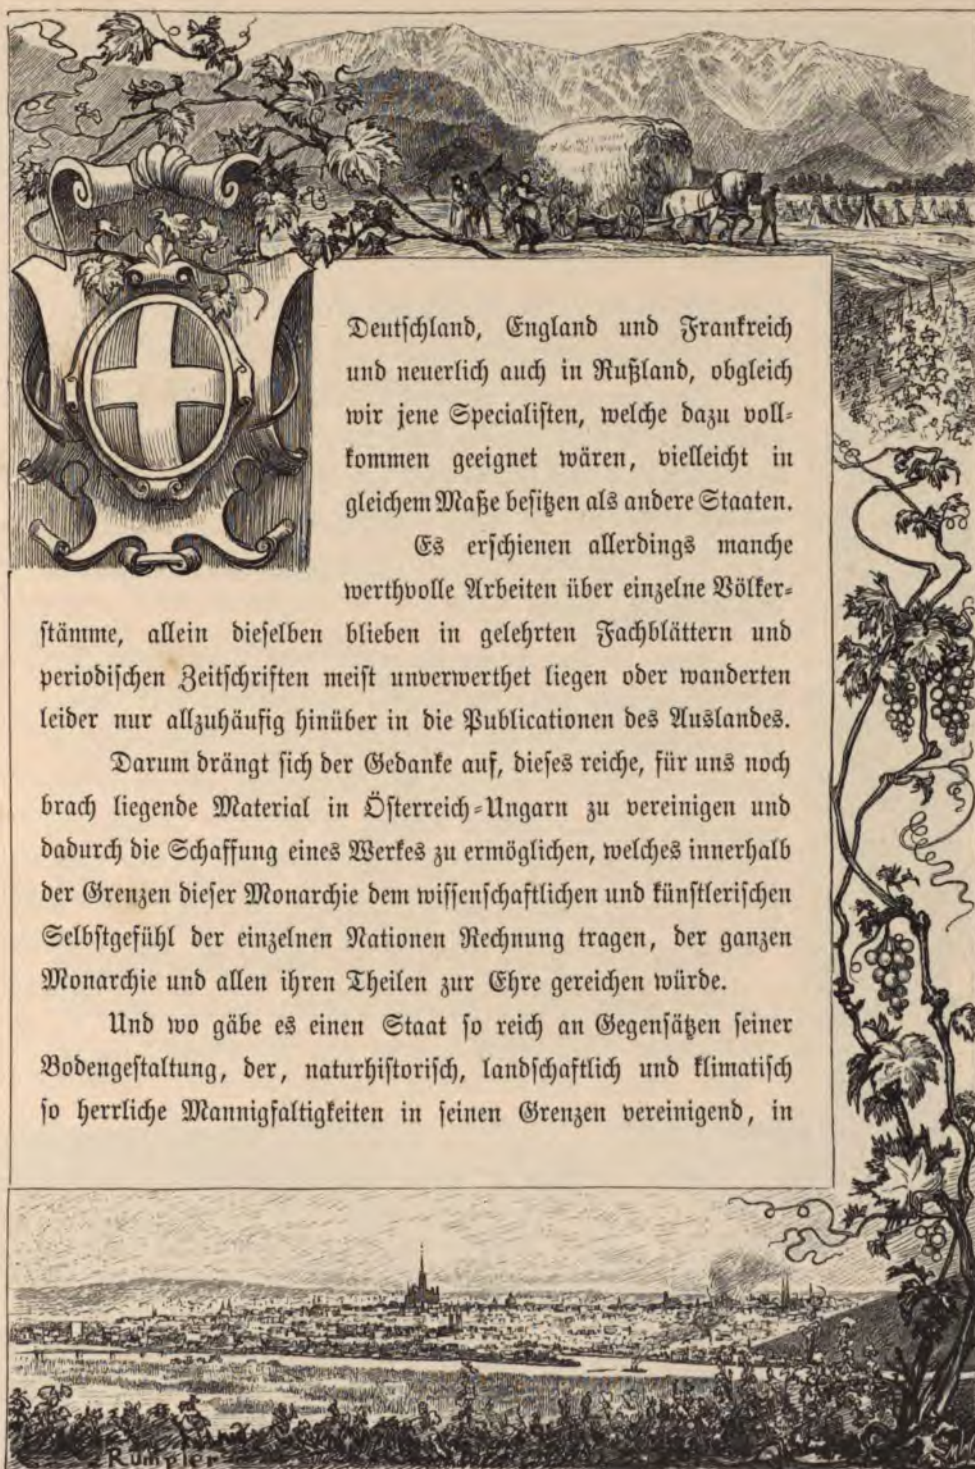 Deutschland, England und Frankreich
und neuerlich auch in Rußland, obgleich
wir jene Specialisten, welche dazu voll-
kommen geeignet wären, vielleicht in
gleichem Maße besitzen als andere Staaten.
Es erschienen allerdings manche
werthvolle Arbeiten über einzelne Völker-
stämme, allein dieselben blieben in gelehrten Fachblättern und
periodischen Zeitschriften meist unverwerthet liegen oder wanderten
leider nur allzuhäufig hinüber in die Publicationen des Auslandes.
Darum drängt sich der Gedanke auf, dieses reiche, für uns noch
brach liegende Material in Österreich-Ungarn zu vereinigen und
dadurch die Schaffung eines Werkes zu ermöglichen, welches innerhalb
der Grenzen dieser Monarchie dem wissenschaftlichen und künstlerischen
Selbstgefühl der einzelnen Nationen Rechnung tragen, der ganzen
Monarchie und allen ihren Theilen zur Ehre gereichen würde.
Und wo gäbe es einen Staat so reich an Gegensätzen seiner
Bodengestaltung, der, naturhistorisch, landschaftlich und klimatisch
so herrliche Mannigfaltigkeiten in seinen Grenzen vereinigend, in
Rumpler